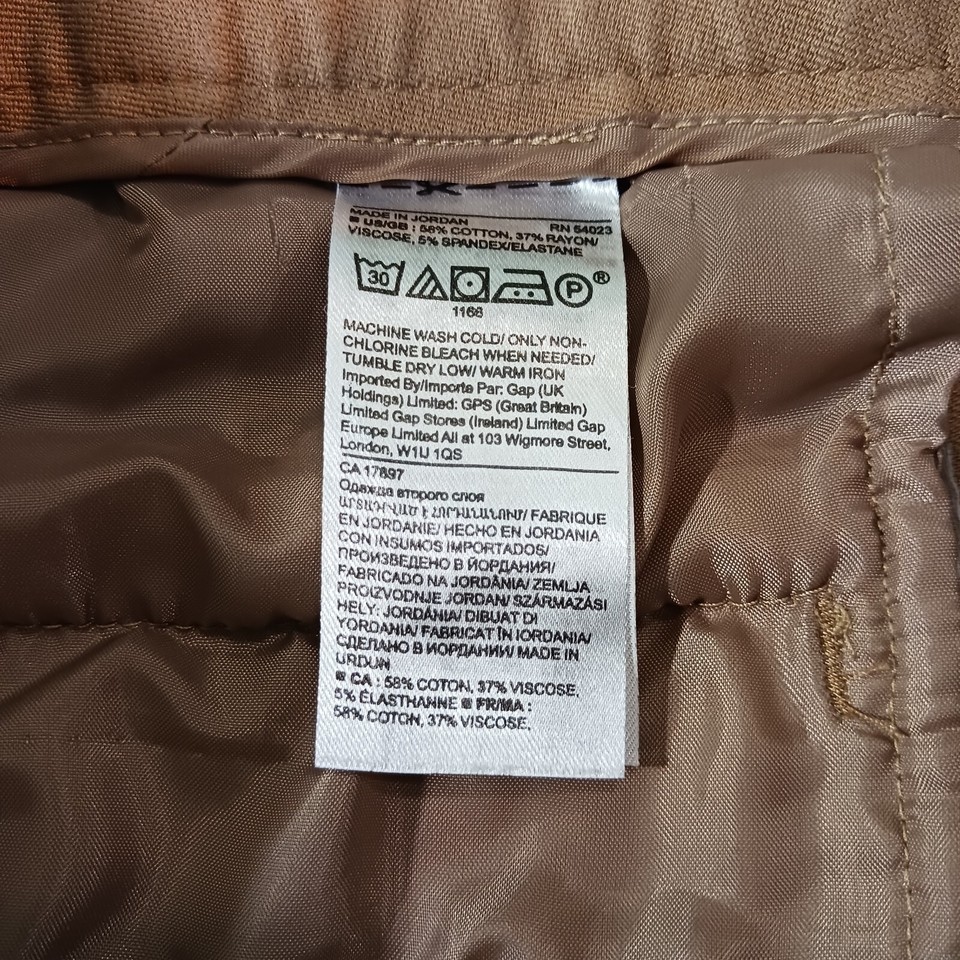 MADE IN JORDAN RN 54023
■ US/GB : 58% COTTON, 37% RAYON/
VISCOSE, 5% SPANDEX/ELASTANE
30 P®
1166
MACHINE WASH COLD/ ONLY NON-
CHLORINE BLEACH WHEN NEEDED/
TUMBLE DRY LOW/ WARM IRON
Imported By/Importe Par: Gap (UK
Holdings) Limited: GPS (Great Britain)
Limited Gap Stores (Ireland) Limited Gap
Europe Limited All at 103 Wigmore Street,
London, W1U 1QS
CA 17897
Одежда второго слоя
ԱՐՏԱԴՎԱԾ Է ՀՈՐԴԱՆԱՆՈՒՄ/ FABRIQUE
EN JORDANIE/ HECHO EN JORDANIA
CON INSUMOS IMPORTADOS/
ПРОИЗВЕДЕНО В ЙОРДАНИЯ/
FABRICADO NA JORDÂNIA/ ZEMLJA
PROIZVODNJE JORDAN/ SZÁRMAZÁSI
HELY: JORDÁNIA/ DIBUAT DI
YORDANIA/ FABRICAT ÎN IORDANIA/
СДЕЛАНО В ИОРДАНИИ/ MADE IN
URDUN
■ CA : 58% COTON, 37% VISCOSE,
5% ÉLASTHANNE ■ FR/MA :
58% COTON, 37% VISCOSE,